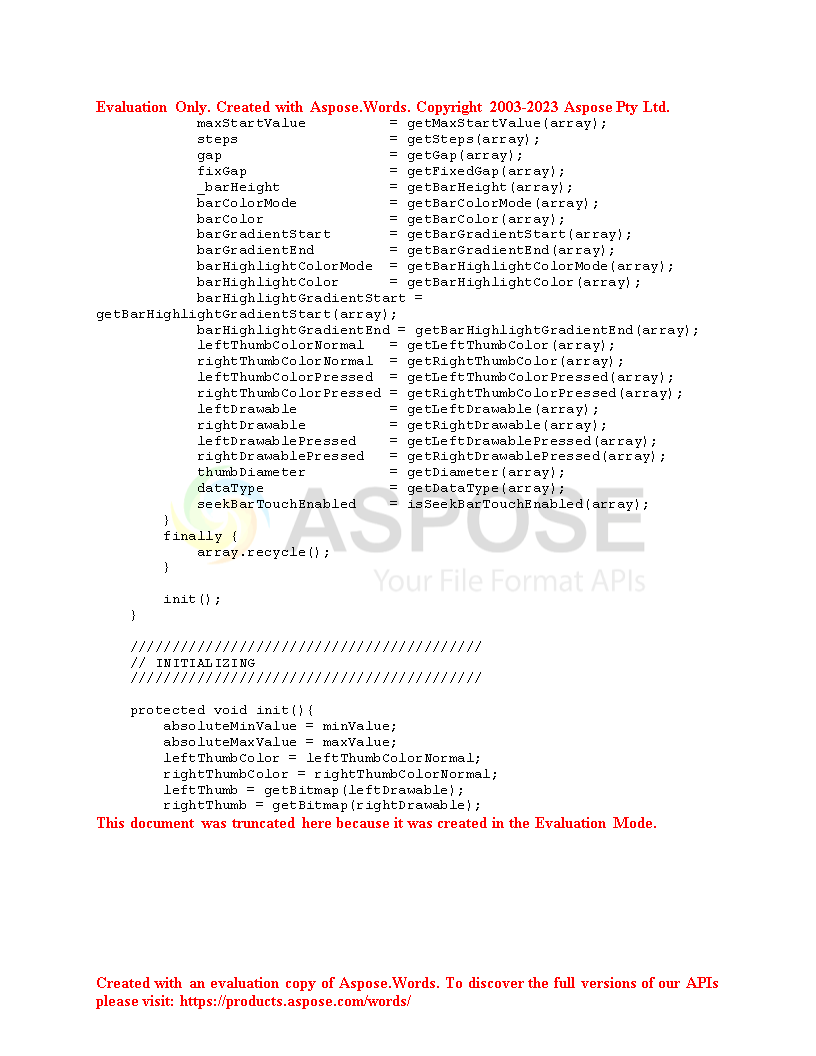 Evaluation Only. Created with Aspose.Words. Copyright 2003-2023 Aspose Pty Ltd.
            maxStartValue          = getMaxStartValue(array);
            steps                  = getSteps(array);
            gap                    = getGap(array);
            fixGap                 = getFixedGap(array);
            _barHeight             = getBarHeight(array);
            barColorMode           = getBarColorMode(array);
            barColor               = getBarColor(array);
            barGradientStart       = getBarGradientStart(array);
            barGradientEnd         = getBarGradientEnd(array);
            barHighlightColorMode  = getBarHighlightColorMode(array);
            barHighlightColor      = getBarHighlightColor(array);
            barHighlightGradientStart =
getBarHighlightGradientStart(array);
            barHighlightGradientEnd = getBarHighlightGradientEnd(array);
            leftThumbColorNormal   = getLeftThumbColor(array);
            rightThumbColorNormal  = getRightThumbColor(array);
            leftThumbColorPressed  = getLeftThumbColorPressed(array);
            rightThumbColorPressed = getRightThumbColorPressed(array);
            leftDrawable           = getLeftDrawable(array);
            rightDrawable          = getRightDrawable(array);
            leftDrawablePressed    = getLeftDrawablePressed(array);
            rightDrawablePressed   = getRightDrawablePressed(array);
            thumbDiameter          = getDiameter(array);
            dataType               = getDataType(array);
            seekBarTouchEnabled    = isSeekBarTouchEnabled(array);
        }
        finally {
            array.recycle();
        }

        init();
    }

    //////////////////////////////////////////
    // INITIALIZING
    //////////////////////////////////////////

    protected void init(){
        absoluteMinValue = minValue;
        absoluteMaxValue = maxValue;
        leftThumbColor = leftThumbColorNormal;
        rightThumbColor = rightThumbColorNormal;
        leftThumb = getBitmap(leftDrawable);
        rightThumb = getBitmap(rightDrawable);
This document was truncated here because it was created in the Evaluation Mode.
ASPOSE
Your File Format APIs
Created with an evaluation copy of Aspose.Words. To discover the full versions of our APIs
please visit: https://products.aspose.com/words/